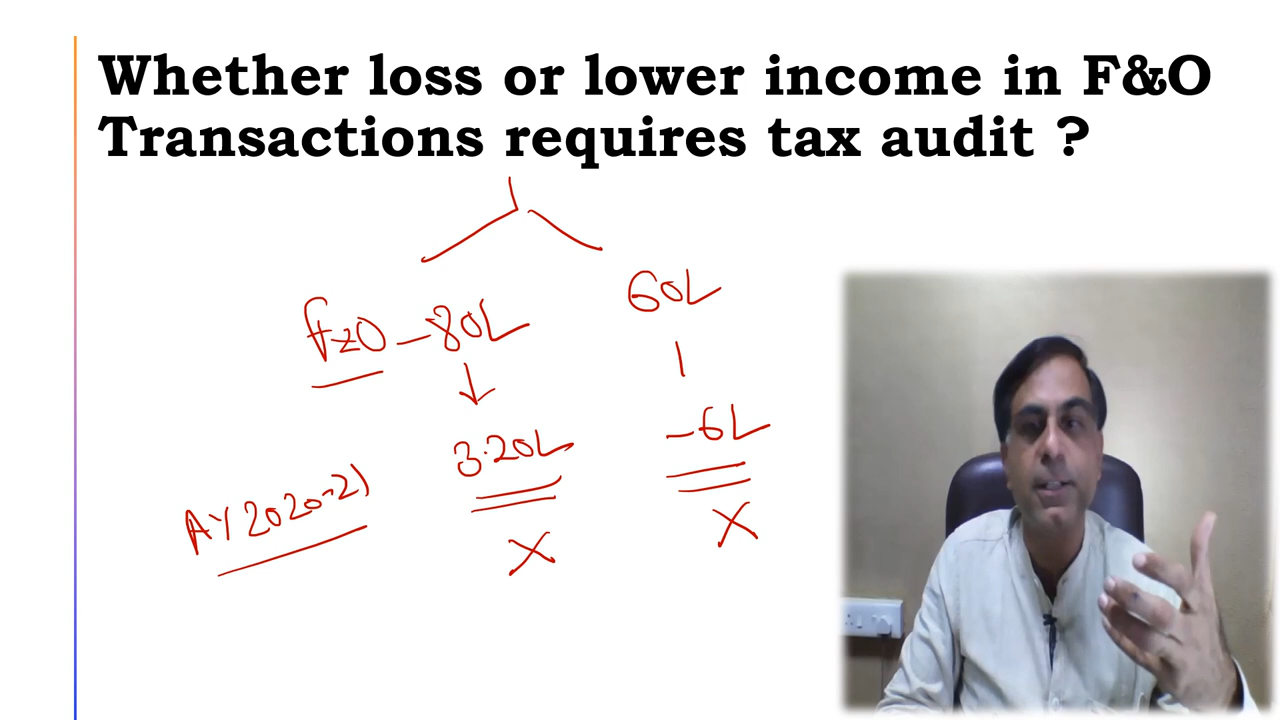 Whether loss or lower income in F&O
Transactions requires tax audit ?
F&O - 80L
60L
3.20L
- 6L
AY 2020-21
X
X